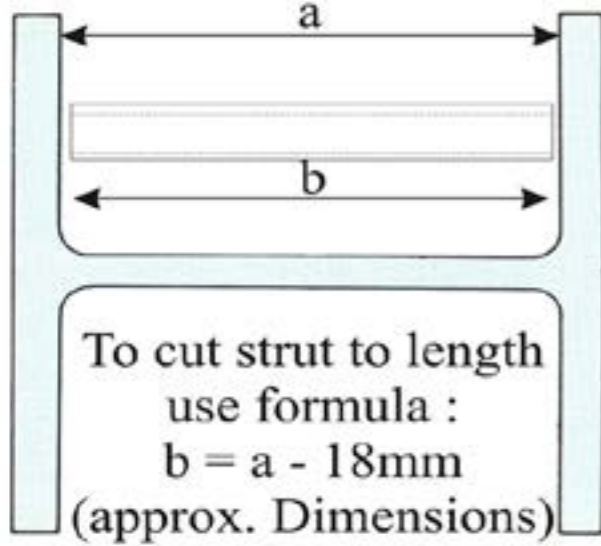 a
b
To cut strut to length
use formula :
b = a - 18mm
(approx. Dimensions)